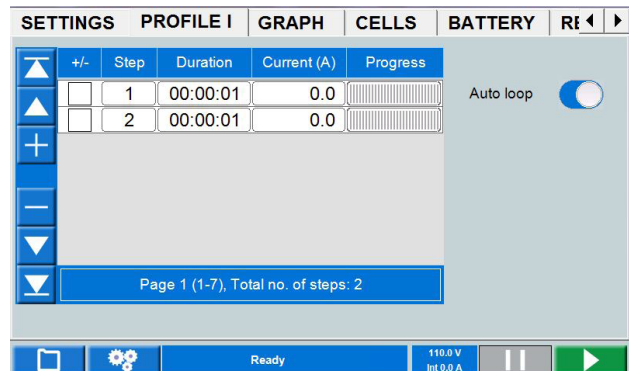 SETTINGS PROFILE I GRAPH CELLS BATTERY
+/- Step Duration Current (A) Progress
1 00:00:01 0.0
Auto loop
2 00:00:01 0.0
Page 1 (1-7), Total no. of steps: 2
Ready
110.0 V
Int 0.0 A